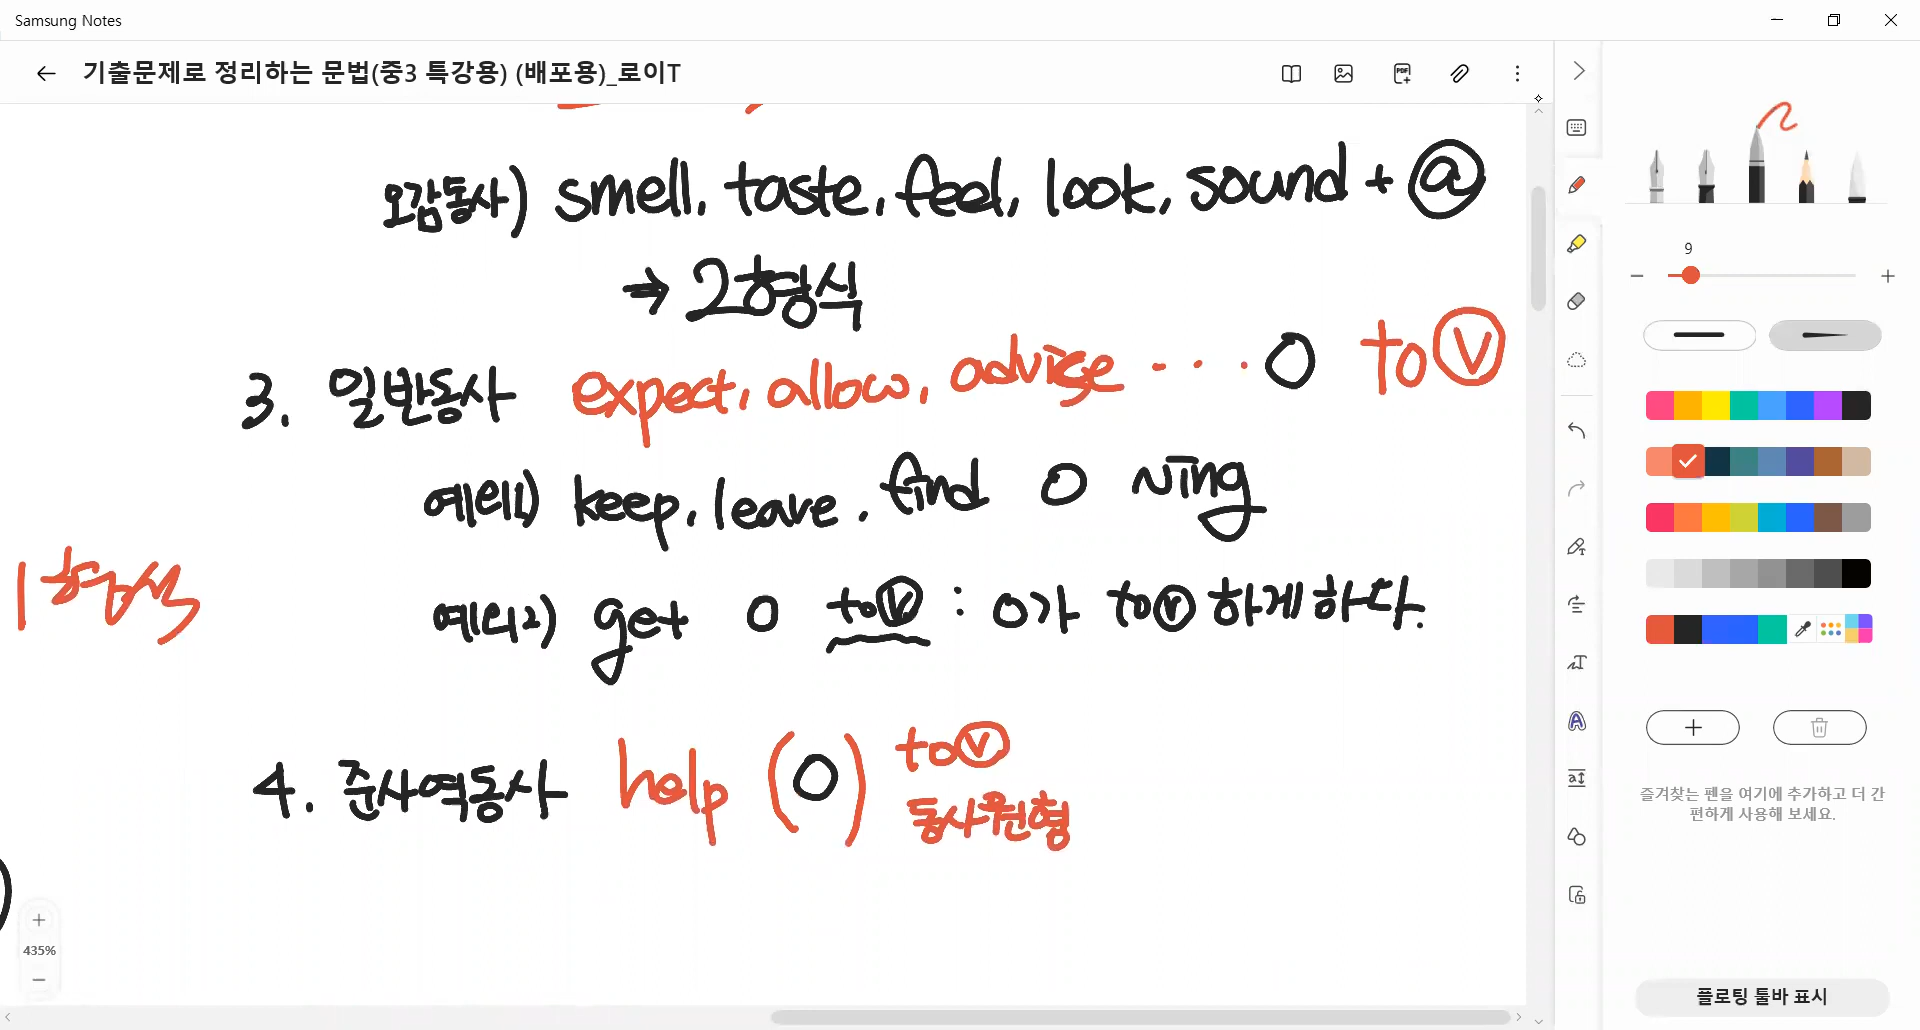 Samsung Notes
기출문제로 정리하는 문법(중3 특강용) (배포용)_로이T
오감동사) smell, taste, feel, look, sound + ⓐ
⇒ 2형식
3. 일반동사 expect, allow, advise ···· O to ⓥ
예외1) keep, leave, find O ving
1형식
예외2) get O toⓥ : O가 toⓥ 하게 하다.
4. 준사역동사 help (O) toⓥ
동사원형
9
435%
즐겨찾는 펜을 여기에 추가하고 더 간
편하게 사용해 보세요.
플로팅 툴바 표시